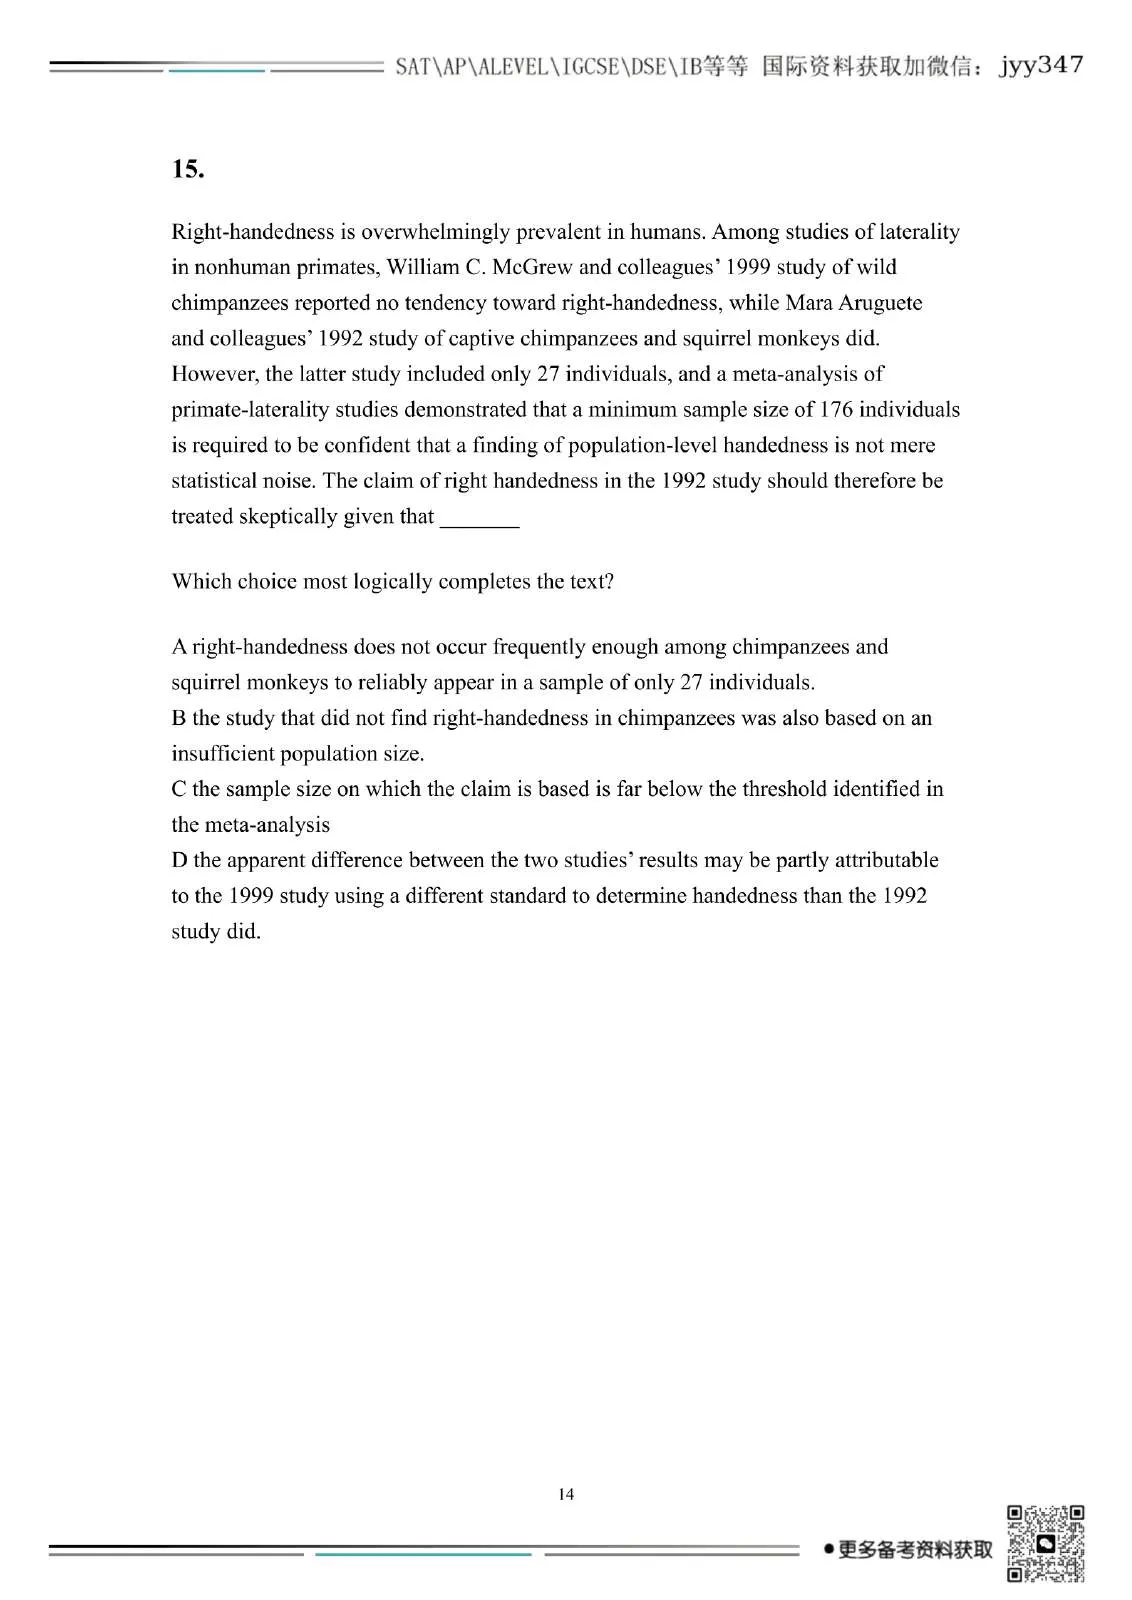 SAT\AP\ALEVEL\IGCSE\DSE\IB等等 国际资料获取加微信： jyy347
15.
Right-handedness is overwhelmingly prevalent in humans. Among studies of laterality
in nonhuman primates, William C. McGrew and colleagues’ 1999 study of wild
chimpanzees reported no tendency toward right-handedness, while Mara Aruguete
and colleagues’ 1992 study of captive chimpanzees and squirrel monkeys did.
However, the latter study included only 27 individuals, and a meta-analysis of
primate-laterality studies demonstrated that a minimum sample size of 176 individuals
is required to be confident that a finding of population-level handedness is not mere
statistical noise. The claim of right handedness in the 1992 study should therefore be
treated skeptically given that _______
Which choice most logically completes the text?
A right-handedness does not occur frequently enough among chimpanzees and
squirrel monkeys to reliably appear in a sample of only 27 individuals.
B the study that did not find right-handedness in chimpanzees was also based on an
insufficient population size.
C the sample size on which the claim is based is far below the threshold identified in
the meta-analysis
D the apparent difference between the two studies’ results may be partly attributable
to the 1999 study using a different standard to determine handedness than the 1992
study did.
14
●更多备考资料获取